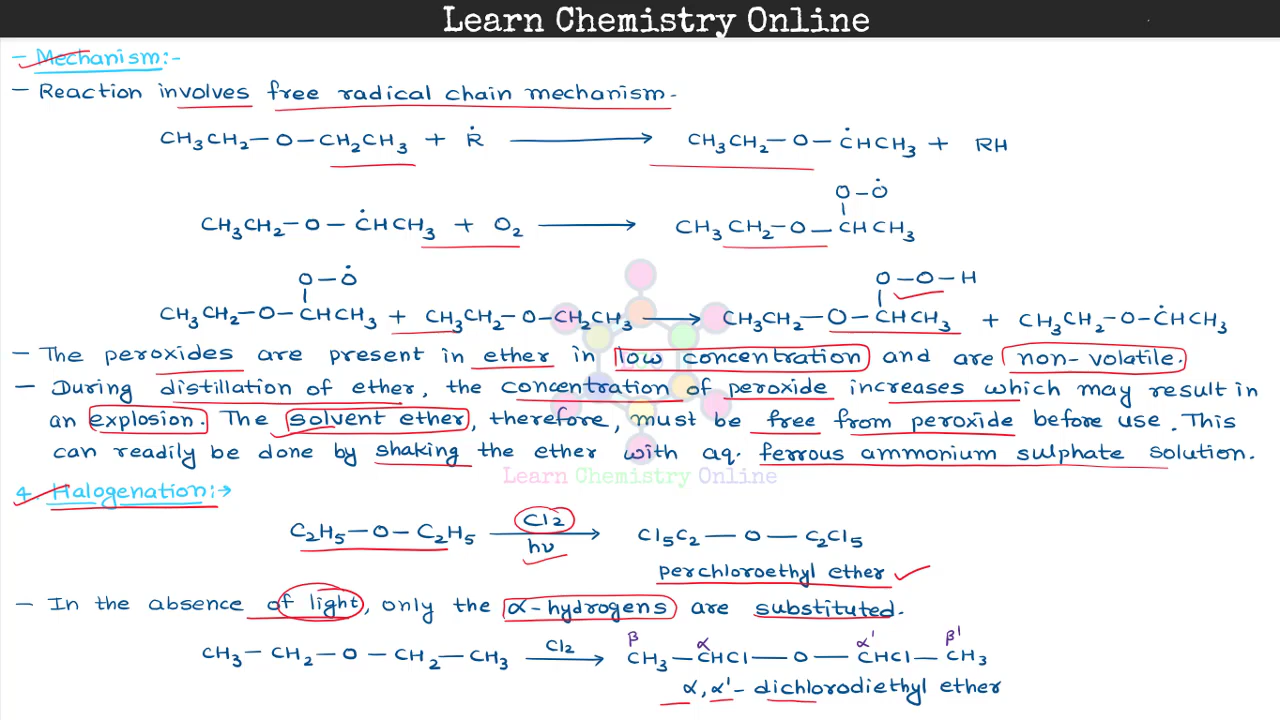 Learn Chemistry Online
- Mechanism:-
- Reaction involves free radical chain mechanism.
CH3CH2-O-CH2CH3 + Ṙ ⟶ CH3CH2-O-ĊHCH3 + RH
O-Ȯ
CH3CH2-O-ĊHCH3 + O2 ⟶ CH3CH2-O-CHCH3
O-Ȯ O-O-H
CH3CH2-O-CHCH3 + CH3CH2-O-CH2CH3 ⟶ CH3CH2-O-CHCH3 + CH3CH2-O-ĊHCH3
- The peroxides are present in ether in low concentration and are non-volatile.
- During distillation of ether, the concentration of peroxide increases which may result in
an explosion. The solvent ether, therefore, must be free from peroxide before use. This
can readily be done by shaking the ether with aq. ferrous ammonium sulphate solution.
Learn Chemistry Online
4. Halogenation:→
C2H5-O-C2H5 Cl2 ⟶ hν Cl5C2-O-C2Cl5
perchloroethyl ether
- In the absence of light, only the α-hydrogens are substituted.
β α α' β'
CH3-CH2-O-CH2-CH3 Cl2 ⟶ CH3-CHCl-O-CHCl-CH3
α, α'-dichlorodiethyl ether